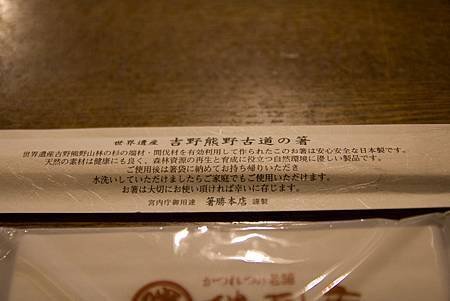 世界遺産 吉野熊野古道の箸
世界遺産吉野熊野山林の杉の端材・間伐材を有効利用して作られたこのお箸は安心安全な日本製です。
天然の素材は健康にも良く、森林資源の再生と育成に役立つ自然環境に優しい製品です。
ご使用後は箸袋に納めてお持ち帰りいただき
水洗いしていただけましたらご家庭でもご使用いただけます。
お箸は大切にお使い頂ければ幸いに存じます。
宮内庁御用達 箸勝本店 謹製
かつれつの名舗